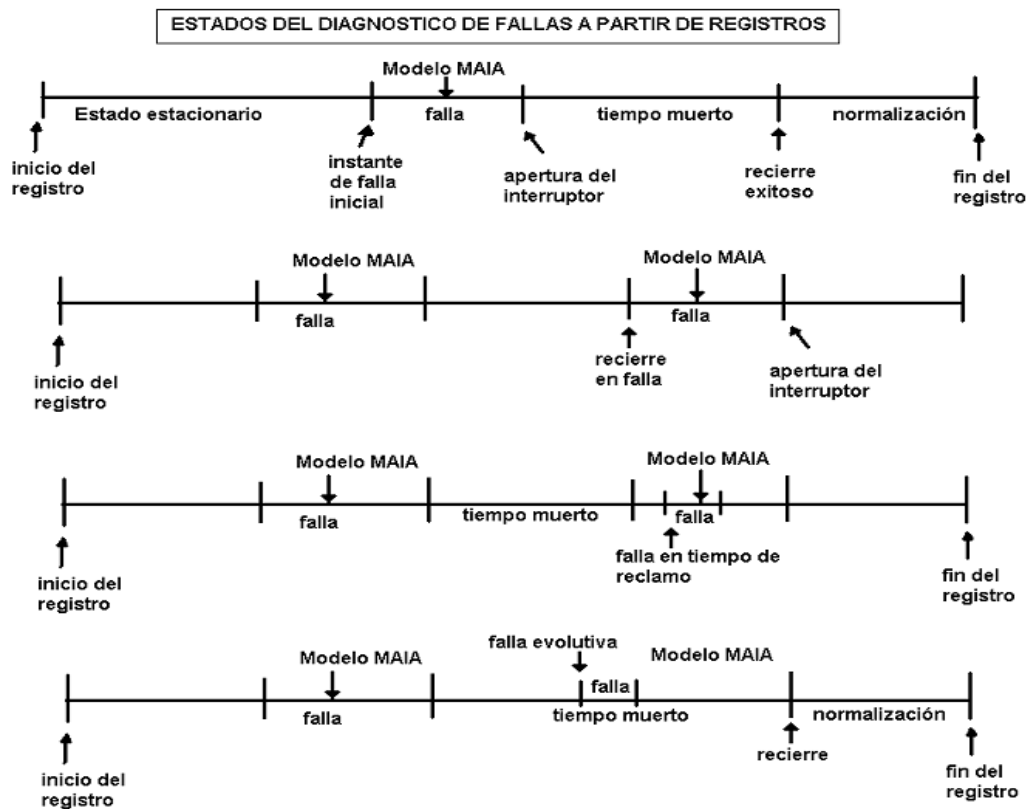 ESTADOS DEL DIAGNOSTICO DE FALLAS A PARTIR DE REGISTROS
Modelo MAIA
Estado estacionario
falla
tiempo muerto
normalización
inicio del
registro
instante
de falla
inicial
apertura del
interruptor
recierre
exitoso
fin del
registro
Modelo MAIA
Modelo MAIA
falla
falla
inicio del
registro
recierre
en falla
apertura del
interruptor
Modelo MAIA
Modelo MAIA
falla
tiempo muerto
falla
inicio del
registro
falla en tiempo de
reclamo
fin del
registro
falla evolutiva
Modelo MAIA
Modelo MAIA
falla
falla
tiempo muerto
normalización
inicio del
registro
recierre
fin del
registro